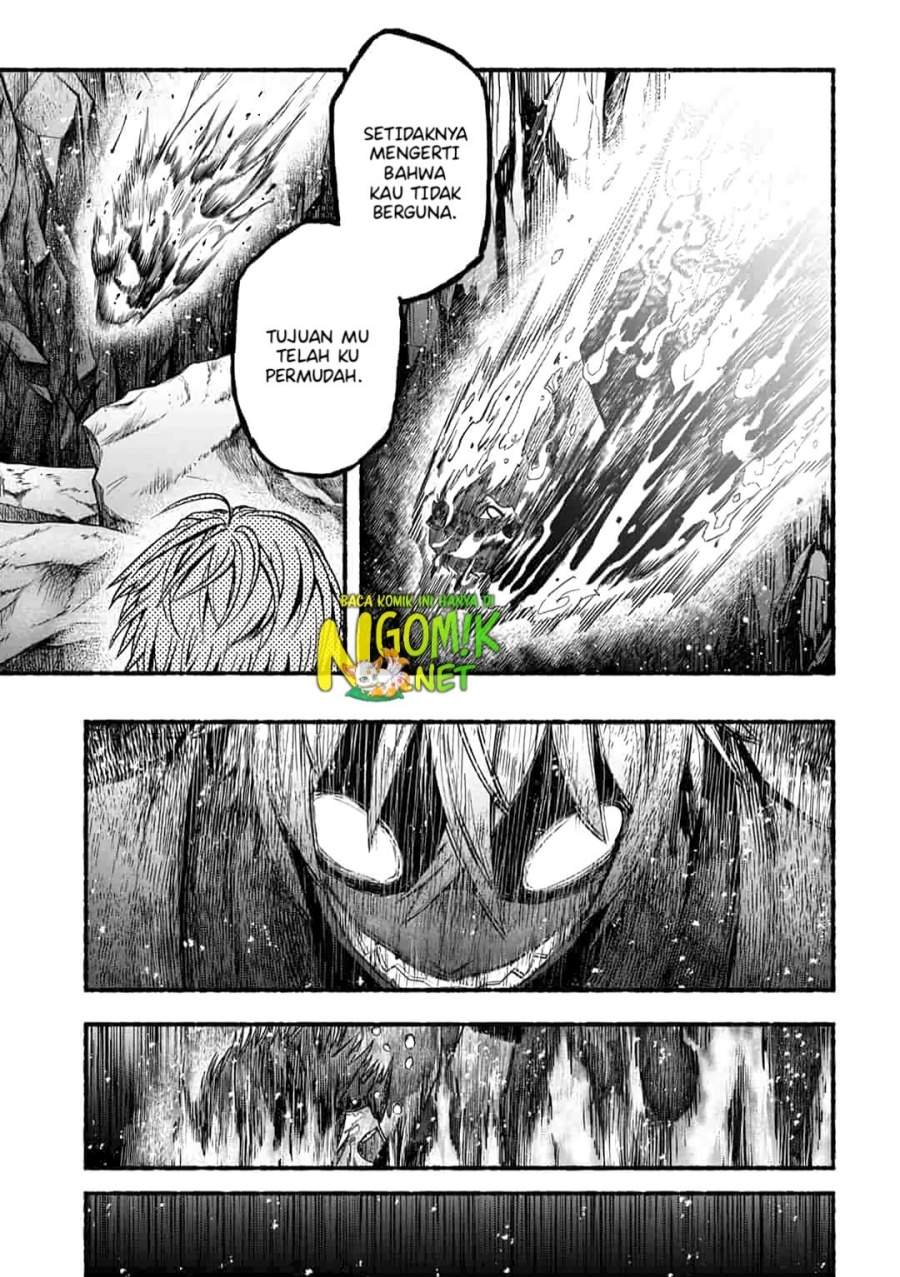 SETIDAKNYA
MENGERTI
BAHWA
KAU TIDAK
BERGUNA.
TUJUAN MU
TELAH KU
PERMUDAH.
BACA KOMIK INI HANYA DI
NGOMIK
.NET